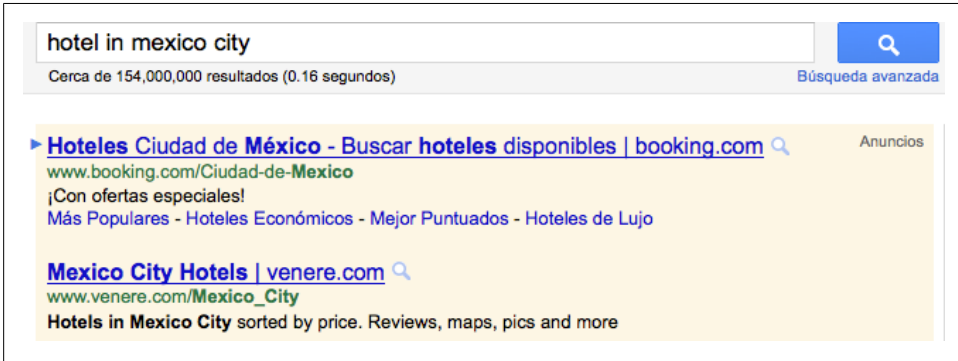 hotel in mexico city
Cerca de 154,000,000 resultados (0.16 segundos)
Búsqueda avanzada
Hoteles Ciudad de México - Buscar hoteles disponibles | booking.com
Anuncios
www.booking.com/Ciudad-de-Mexico
¡Con ofertas especiales!
Más Populares - Hoteles Económicos - Mejor Puntuados - Hoteles de Lujo
Mexico City Hotels | venere.com
www.venere.com/Mexico_City
Hotels in Mexico City sorted by price. Reviews, maps, pics and more